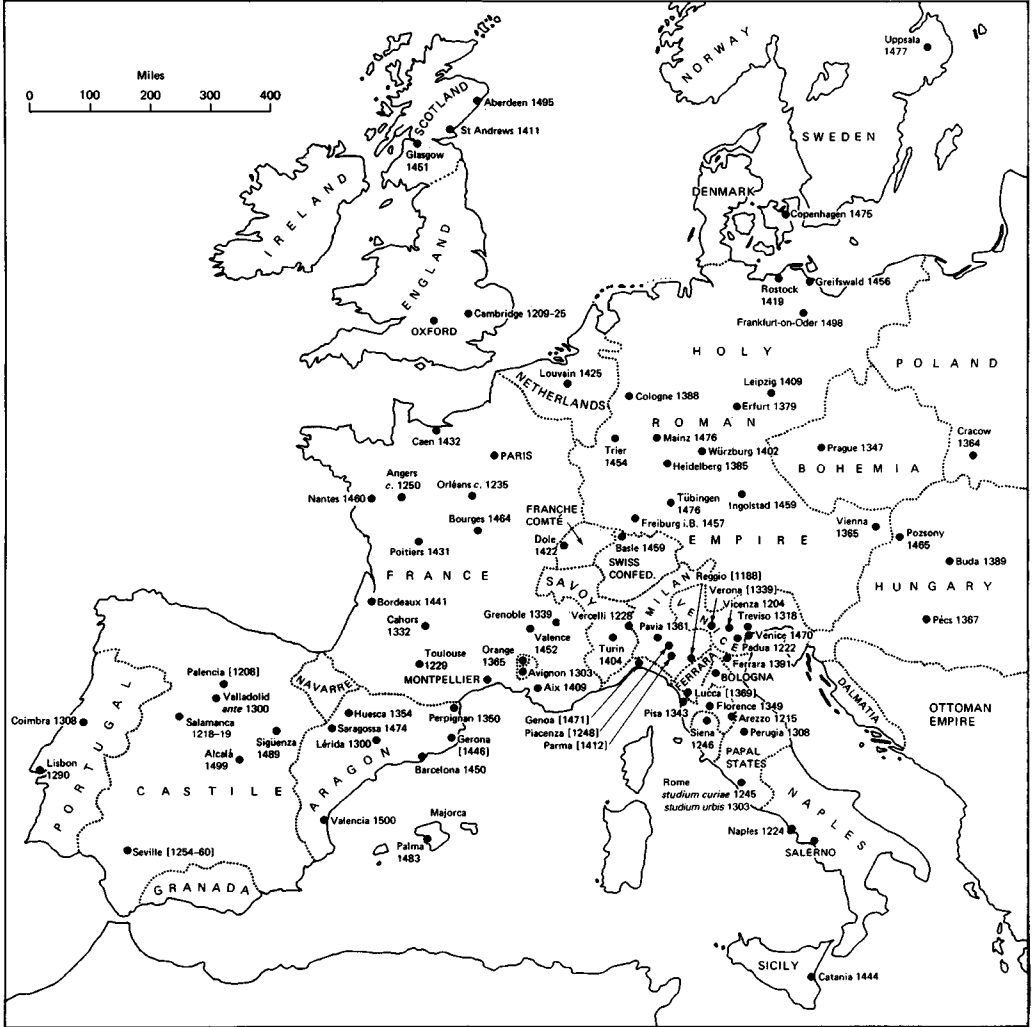 Miles
0 100 200 300 400
NORWAY
Uppsala
1477
SWEDEN
SCOTLAND
Aberdeen 1495
St Andrews 1411
Glasgow
1451
IRELAND
ENGLAND
Cambridge 1209–25
OXFORD
DENMARK
Copenhagen 1475
Rostock
1419
Greifswald 1456
Frankfurt-on-Oder 1498
HOLY
ROMAN
EMPIRE
POLAND
Louvain 1425
NETHERLANDS
Cologne 1388
Leipzig 1409
Erfurt 1379
Trier
1454
Mainz 1476
Würzburg 1402
Heidelberg 1385
Prague 1347
BOHEMIA
Cracow
1364
Caen 1432
PARIS
Angers
c. 1250
Orléans c. 1235
Nantes 1460
Bourges 1464
Poitiers 1431
FRANCE
FRANCHE
COMTÉ
Dole
1422
Tübingen
1476
Ingolstad 1459
Freiburg i.B. 1457
Basle 1459
SWISS
CONFED.
Vienna
1365
Pozsony
1465
Buda 1389
HUNGARY
Pécs 1367
SAVOY
MILAN
VENICE
Reggio [1188]
Verona [1339]
Vicenza 1204
Treviso 1318
Venice 1470
Padua 1222
Ferrara 1391
BOLOGNA
FERRARA
Bordeaux 1441
Cahors
1332
Grenoble 1339
Valence
1452
Vercelli 1228
Pavia 1361
Turin
1404
Orange
1365
Avignon 1303
Toulouse
1229
MONTPELLIER
Aix 1409
Genoa [1471]
Piacenza [1248]
Parma [1412]
Lucca [1369]
Florence 1349
Pisa 1343
Arezzo 1215
Siena
1246
Perugia 1308
PAPAL
STATES
DALMATIA
OTTOMAN
EMPIRE
Rome
studium curiae 1245
studium urbis 1303
NAPLES
Naples 1224
SALERNO
SICILY
Catania 1444
Palencia [1208]
Valladolid
ante 1300
Salamanca
1218–19
Coimbra 1308
PORTUGAL
Lisbon
1290
Sigüenza
1489
Alcalá
1499
CASTILE
NAVARRE
Huesca 1354
Saragossa 1474
Lérida 1300
ARAGON
Perpignan 1350
Gerona
[1446]
Barcelona 1450
Valencia 1500
Majorca
Palma
1483
Seville [1254–60]
GRANADA